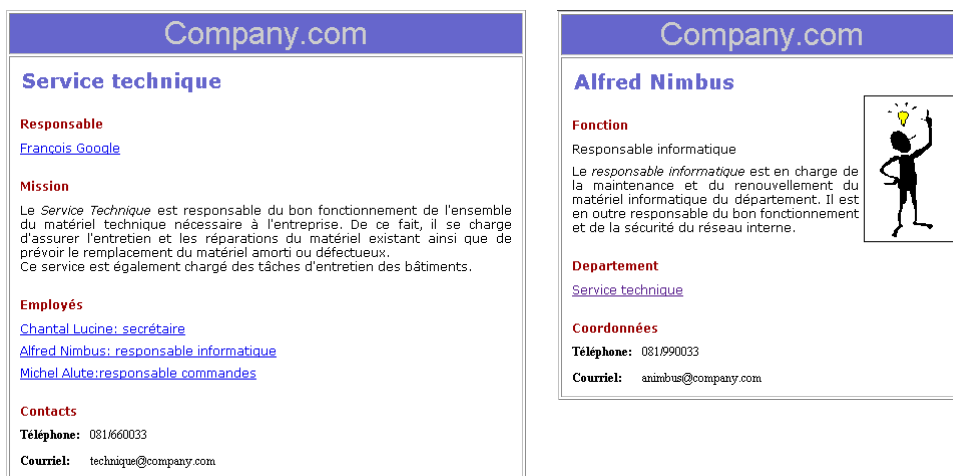 Company.com
Service technique
Responsable
François Google
Mission
Le Service Technique est responsable du bon fonctionnement de l'ensemble
du matériel technique nécessaire à l'entreprise. De ce fait, il se charge
d'assurer l'entretien et les réparations du matériel existant ainsi que de
prévoir le remplacement du matériel amorti ou défectueux.
Ce service est également chargé des tâches d'entretien des bâtiments.
Employés
Chantal Lucine: secrétaire
Alfred Nimbus: responsable informatique
Michel Alute:responsable commandes
Contacts
Téléphone: 081/660033
Courriel: technique@company.com
Company.com
Alfred Nimbus
Fonction
Responsable informatique
Le responsable informatique est en charge de
la maintenance et du renouvellement du
matériel informatique du département. Il est
en outre responsable du bon fonctionnement
et de la sécurité du réseau interne.
Departement
Service technique
Coordonnées
Téléphone: 081/990033
Courriel: animbus@company.com